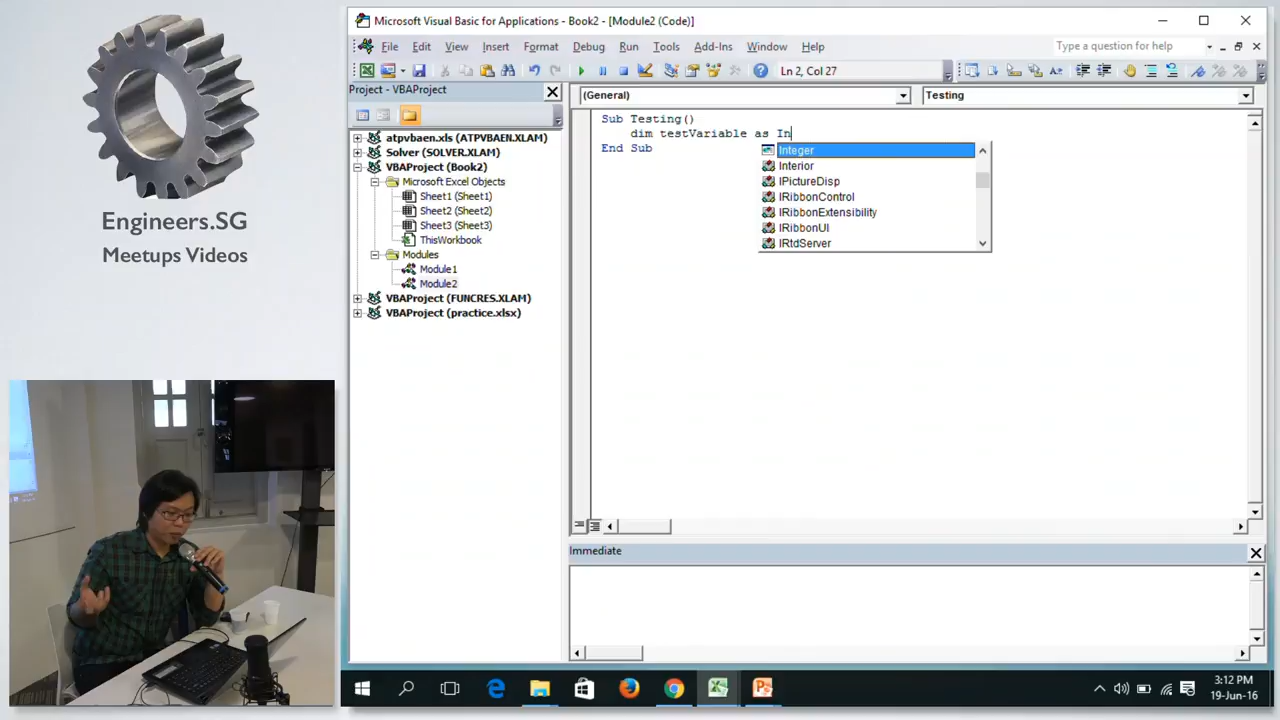 Engineers.SG
Meetups Videos
Microsoft Visual Basic for Applications - Book2 - [Module2 (Code)]
File Edit View Insert Format Debug Run Tools Add-Ins Window Help
Type a question for help
Ln 2, Col 27
Project - VBAProject
atpvbaen.xls (ATPVBAEN.XLAM)
Solver (SOLVER.XLAM)
VBAProject (Book2)
Microsoft Excel Objects
Sheet1 (Sheet1)
Sheet2 (Sheet2)
Sheet3 (Sheet3)
ThisWorkbook
Modules
Module1
Module2
VBAProject (FUNCRES.XLAM)
VBAProject (practice.xlsx)
(General)
Testing
Sub Testing()
dim testVariable as In
End Sub
Integer
Interior
IPictureDisp
IRibbonControl
IRibbonExtensibility
IRibbonUI
IRtdServer
Immediate
3:12 PM
19-Jun-16